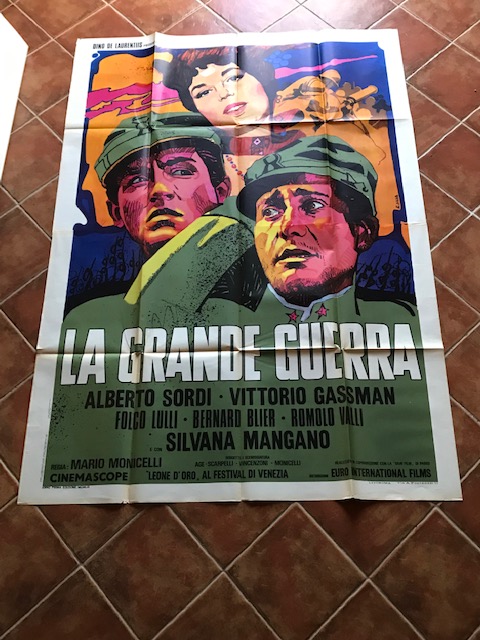 DINO DE LAURENTIIS
LA GRANDE GUERRA
ALBERTO SORDI · VITTORIO GASSMAN
FOLCO LULLI · BERNARD BLIER · ROMOLO VALLI
E CON
SILVANA MANGANO
AGE · SCARPELLI · VINCENZONI · MONICELLI
REGIA: MARIO MONICELLI
CINEMASCOPE LEONE D'ORO, AL FESTIVAL DI VENEZIA EURO INTERNATIONAL FILMS